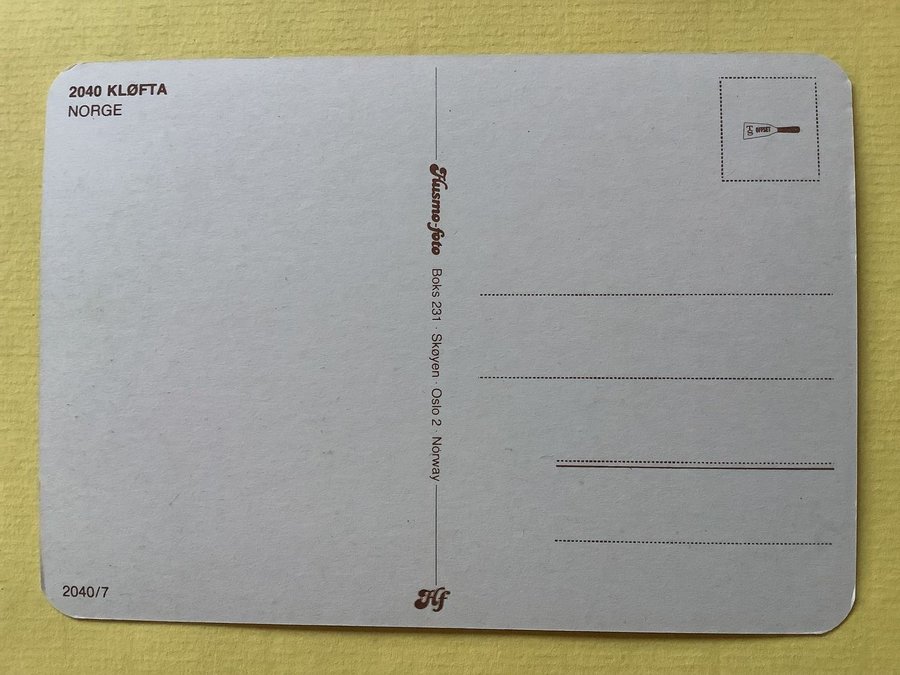 2040 KLØFTA
NORGE
2040/7
Husmo-foto Boks 231 · Skøyen · Oslo 2 · Norway
Hf
OFFSET